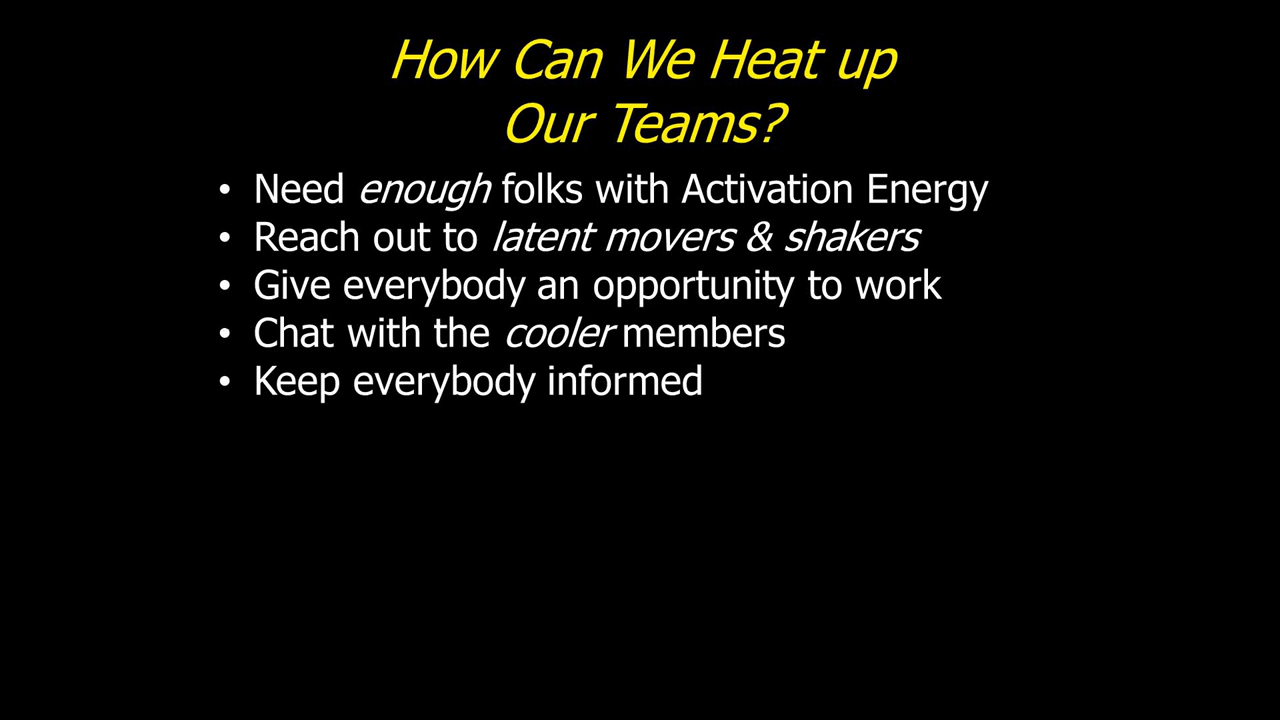 How Can We Heat up
Our Teams?
• Need enough folks with Activation Energy
• Reach out to latent movers & shakers
• Give everybody an opportunity to work
• Chat with the cooler members
• Keep everybody informed